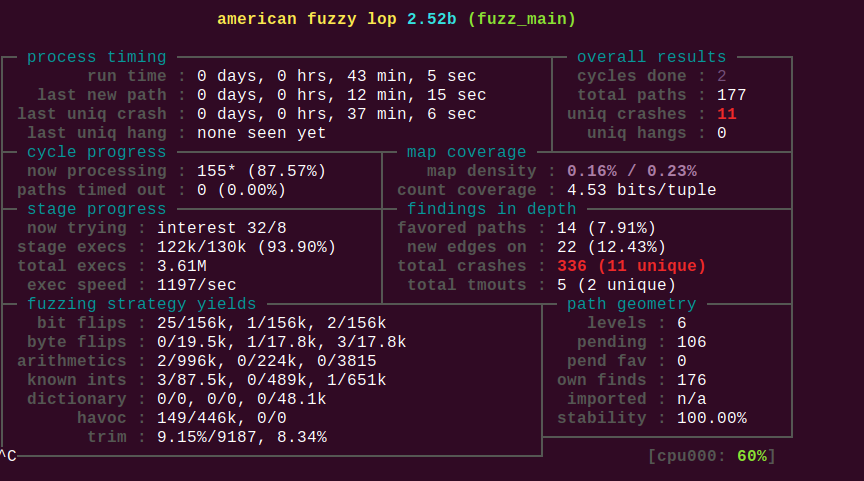 american fuzzy lop 2.52b (fuzz_main)
process timing overall results
run time : 0 days, 0 hrs, 43 min, 5 sec cycles done : 2
last new path : 0 days, 0 hrs, 12 min, 15 sec total paths : 177
last uniq crash : 0 days, 0 hrs, 37 min, 6 sec uniq crashes : 11
last uniq hang : none seen yet uniq hangs : 0
cycle progress map coverage
now processing : 155* (87.57%) map density : 0.16% / 0.23%
paths timed out : 0 (0.00%) count coverage : 4.53 bits/tuple
stage progress findings in depth
now trying : interest 32/8 favored paths : 14 (7.91%)
stage execs : 122k/130k (93.90%) new edges on : 22 (12.43%)
total execs : 3.61M total crashes : 336 (11 unique)
exec speed : 1197/sec total tmouts : 5 (2 unique)
fuzzing strategy yields path geometry
bit flips : 25/156k, 1/156k, 2/156k levels : 6
byte flips : 0/19.5k, 1/17.8k, 3/17.8k pending : 106
arithmetics : 2/996k, 0/224k, 0/3815 pend fav : 0
known ints : 3/87.5k, 0/489k, 1/651k own finds : 176
dictionary : 0/0, 0/0, 0/48.1k imported : n/a
havoc : 149/446k, 0/0 stability : 100.00%
trim : 9.15%/9187, 8.34%
^C [cpu000: 60%]